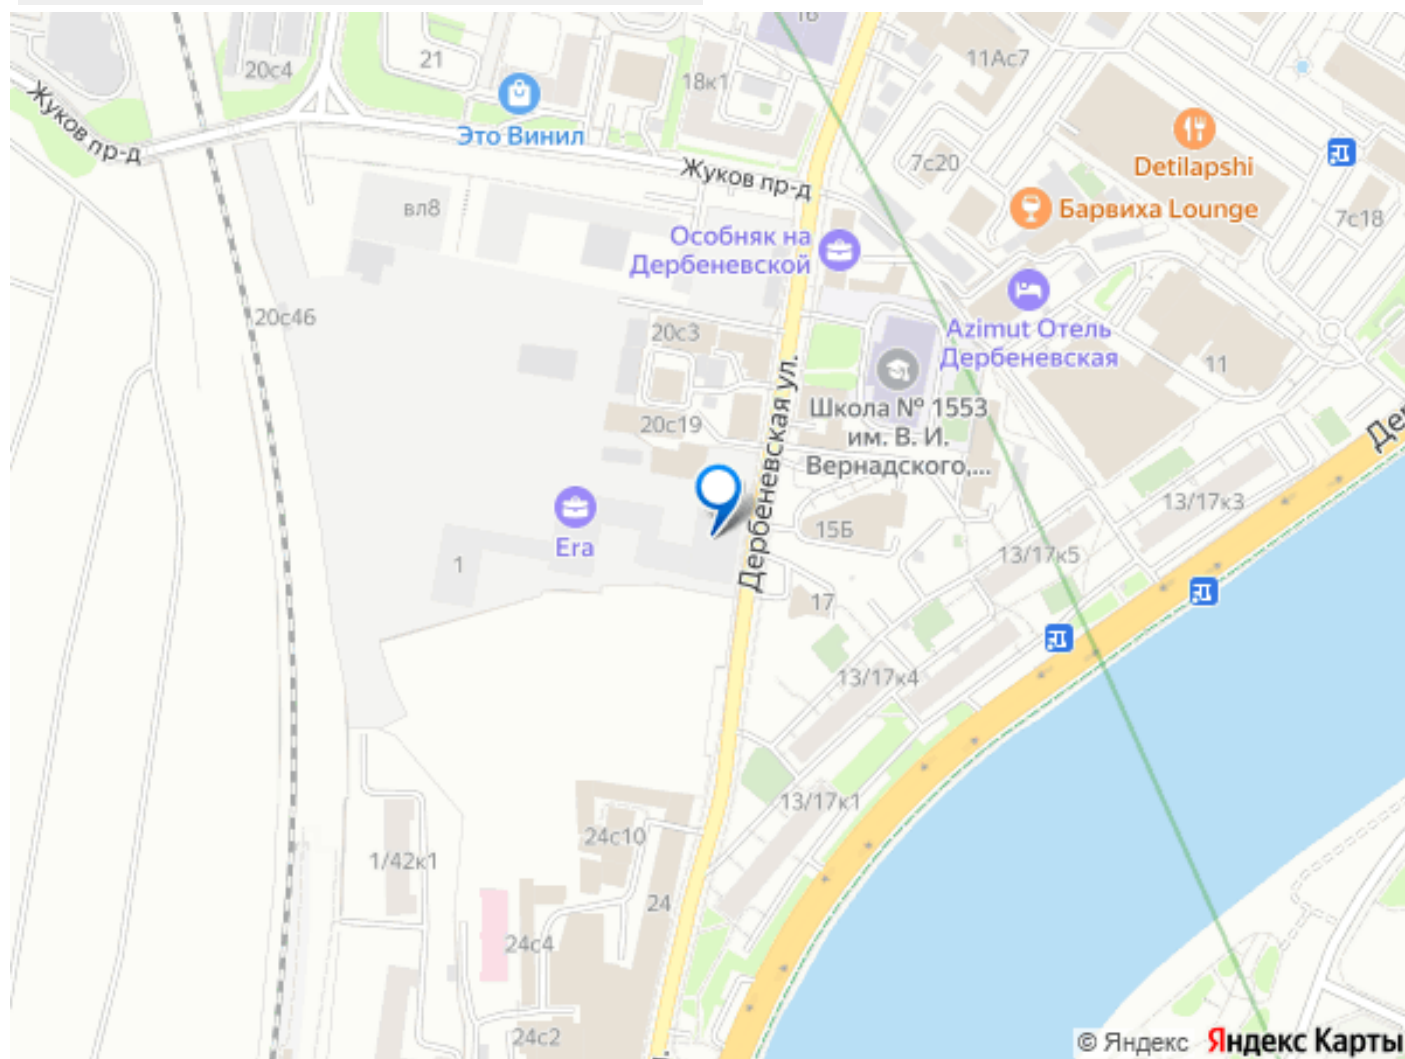 16
11Ас7
20с4
21
18к1
Жуков пр-д
Это Винил
Detilapshi
Жуков пр-д
7с20
вл8
Барвиха Lounge
7с18
Особняк на
Дербеневской
20с46
20с3
Azimut Отель
Дербеневская
11
Дербеневская ул.
Школа № 1553
им. В. И.
Вернадского,...
20с19
Era
1
15Б
13/17к3
13/17к5
17
13/17к4
13/17к1
24с10
1/42к1
24
24с4
24с2
© Яндекс Яндекс Карты